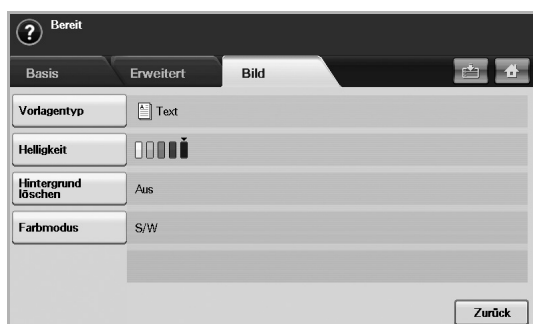 ? Bereit
Basis Erweitert Bild
Vorlagentyp Text
Helligkeit
Hintergrund
löschen Aus
Farbmodus S/W
Zurück